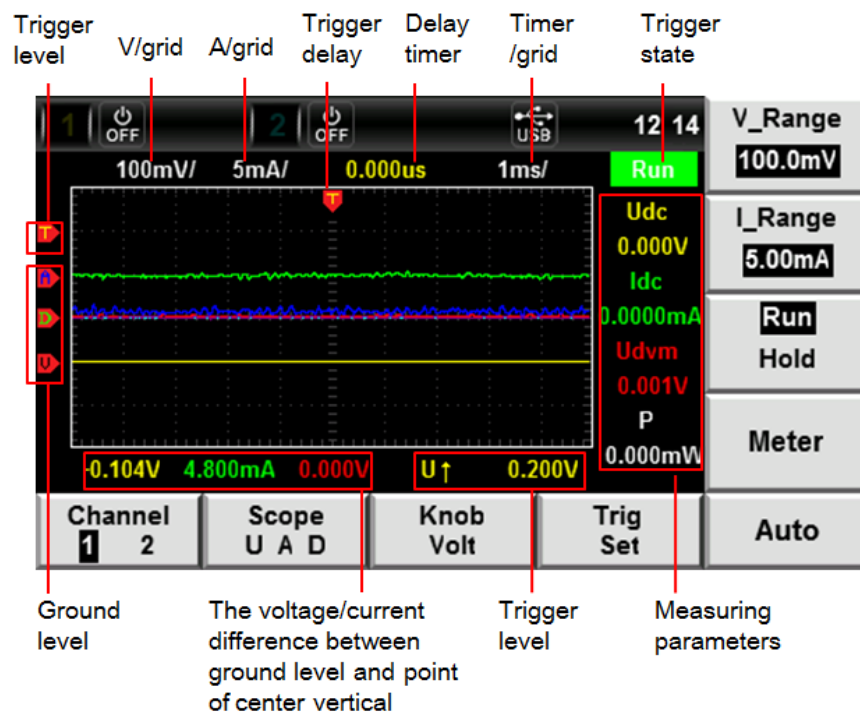 Trigger level
V/grid
A/grid
Trigger delay
Delay timer
Timer /grid
Trigger state
1
OFF
2
OFF
USB
12 14
100mV/ 5mA/ 0.000us 1ms/ Run
T
T
A
D
U
Udc
0.000V
Idc
0.0000mA
Udvm
0.001V
P
0.000mW
-0.104V 4.800mA 0.000V U↑ 0.200V
V_Range
100.0mV
I_Range
5.00mA
Run
Hold
Meter
Auto
Channel
1 2
Scope
U A D
Knob
Volt
Trig
Set
Ground
level
The voltage/current
difference between
ground level and point
of center vertical
Trigger
level
Measuring
parameters